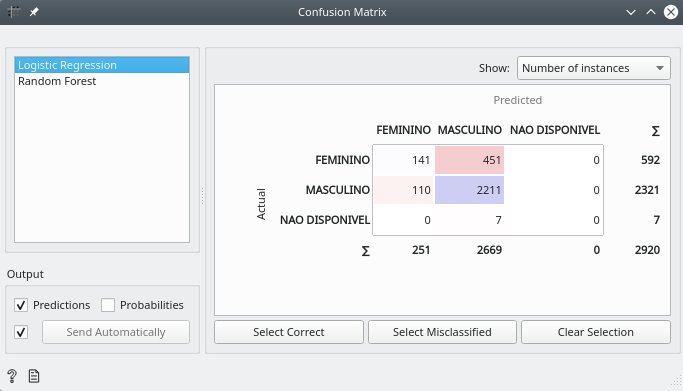 Confusion Matrix
Logistic Regression
Random Forest
Show: Number of instances
Predicted
FEMININO MASCULINO NAO DISPONIVEL Σ
Actual
FEMININO 141 451 0 592
MASCULINO 110 2211 0 2321
NAO DISPONIVEL 0 7 0 7
Σ 251 2669 0 2920
Output
Predictions Probabilities
Send Automatically
Select Correct Select Misclassified Clear Selection
?